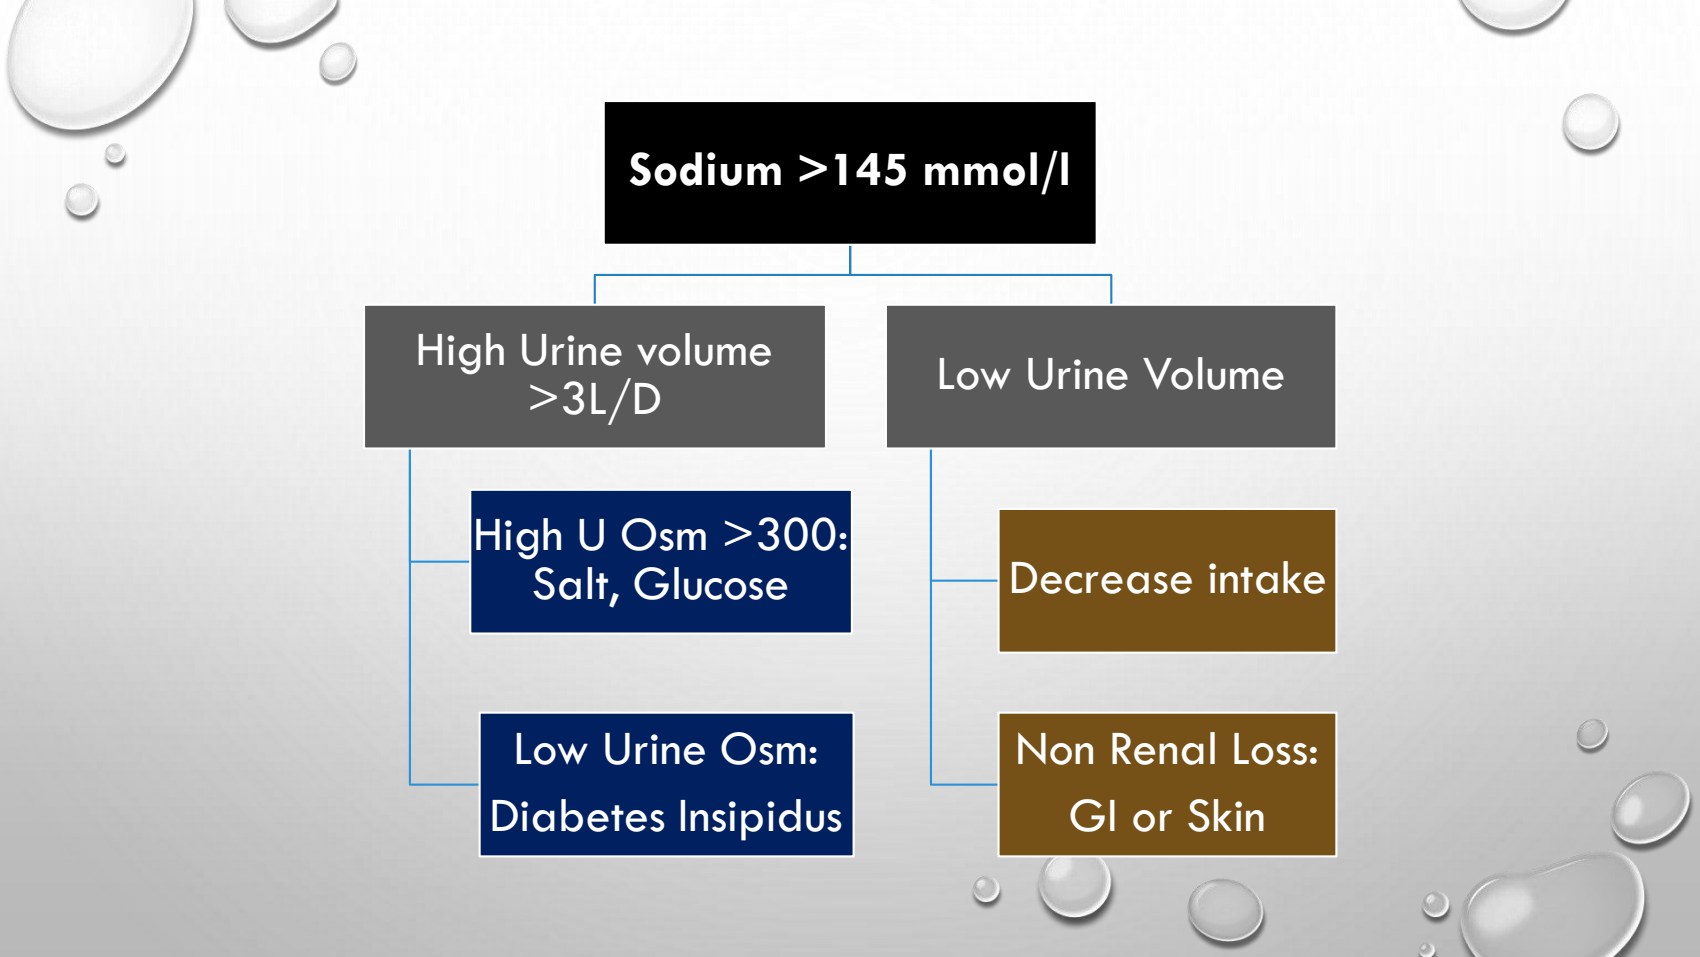 Sodium >145 mmol/l
High Urine volume
>3L/D
Low Urine Volume
High U Osm >300:
Salt, Glucose
Decrease intake
Low Urine Osm:
Diabetes Insipidus
Non Renal Loss:
GI or Skin